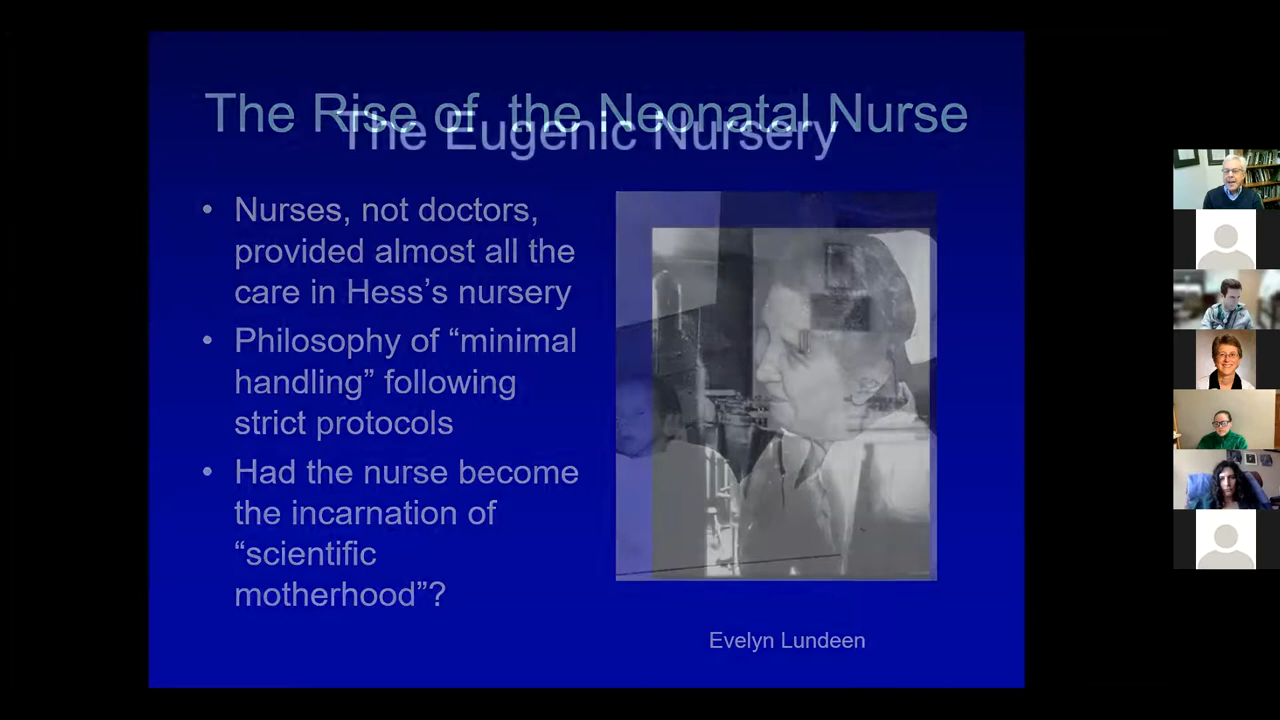 The Rise of the Neonatal Nurse
The Eugenic Nursery
• Nurses, not doctors,
provided almost all the
care in Hess’s nursery
• Philosophy of “minimal
handling” following
strict protocols
• Had the nurse become
the incarnation of
“scientific
motherhood”?
Evelyn Lundeen